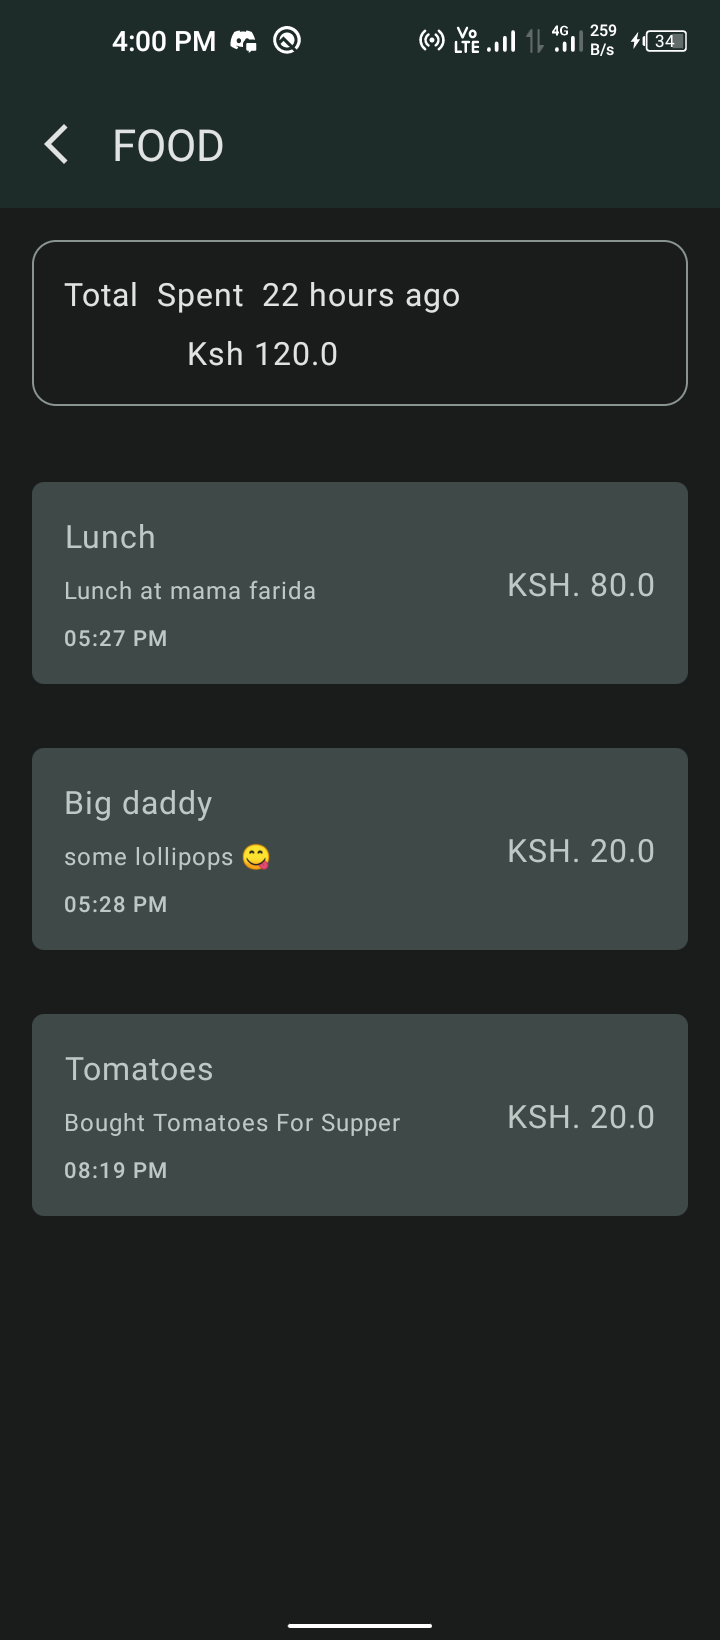 4:00 PM Vo LTE 4G 259 B/s 34
FOOD
Total Spent 22 hours ago
Ksh 120.0
Lunch
Lunch at mama farida
KSH. 80.0
05:27 PM
Big daddy
some lollipops 😋
KSH. 20.0
05:28 PM
Tomatoes
Bought Tomatoes For Supper
KSH. 20.0
08:19 PM